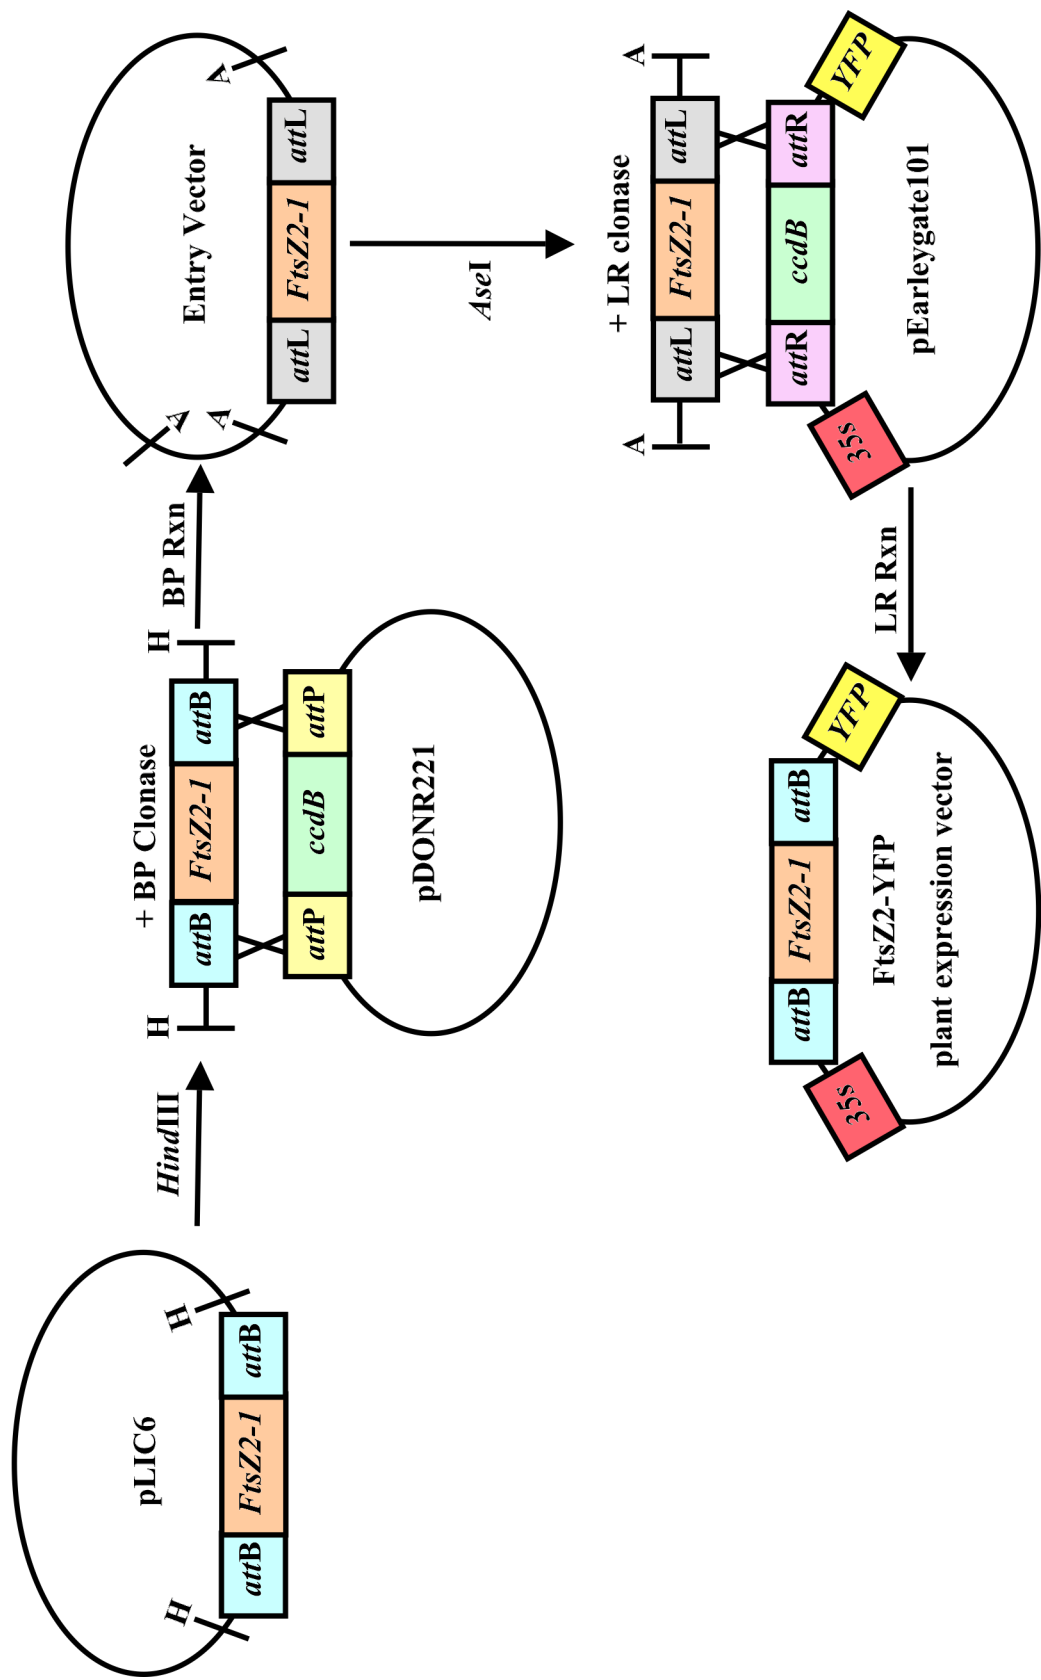 pLIC6
H
H
attB
FtsZ2-1
attB
HindIII
+ BP Clonase
H
H
attB
FtsZ2-1
attB
attP
ccdB
attP
pDONR221
BP Rxn
Entry Vector
A
A
A
attL
FtsZ2-1
attL
AseI
+ LR clonase
A
A
attL
FtsZ2-1
attL
attR
ccdB
attR
35s
YFP
pEarleygate101
LR Rxn
attB
FtsZ2-1
attB
35s
YFP
FtsZ2-YFP
plant expression vector